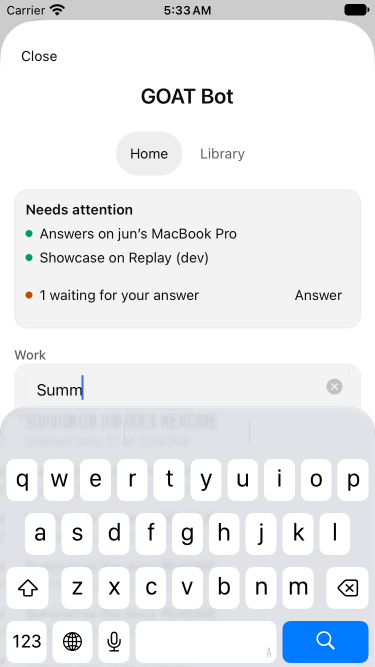 Carrier 5:33 AM
Close
GOAT Bot
Home Library
Needs attention
Answers on jun’s MacBook Pro
Showcase on Replay (dev)
1 waiting for your answer Answer
Work
Summ
q w e r t y u i o p
a s d f g h j k l
z x c v b n m
123
A